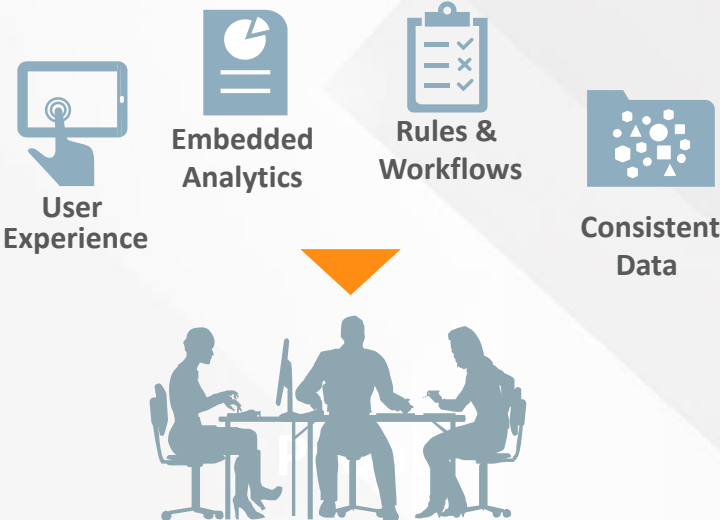 User
Experience
Embedded
Analytics
Rules &
Workflows
Consistent
Data